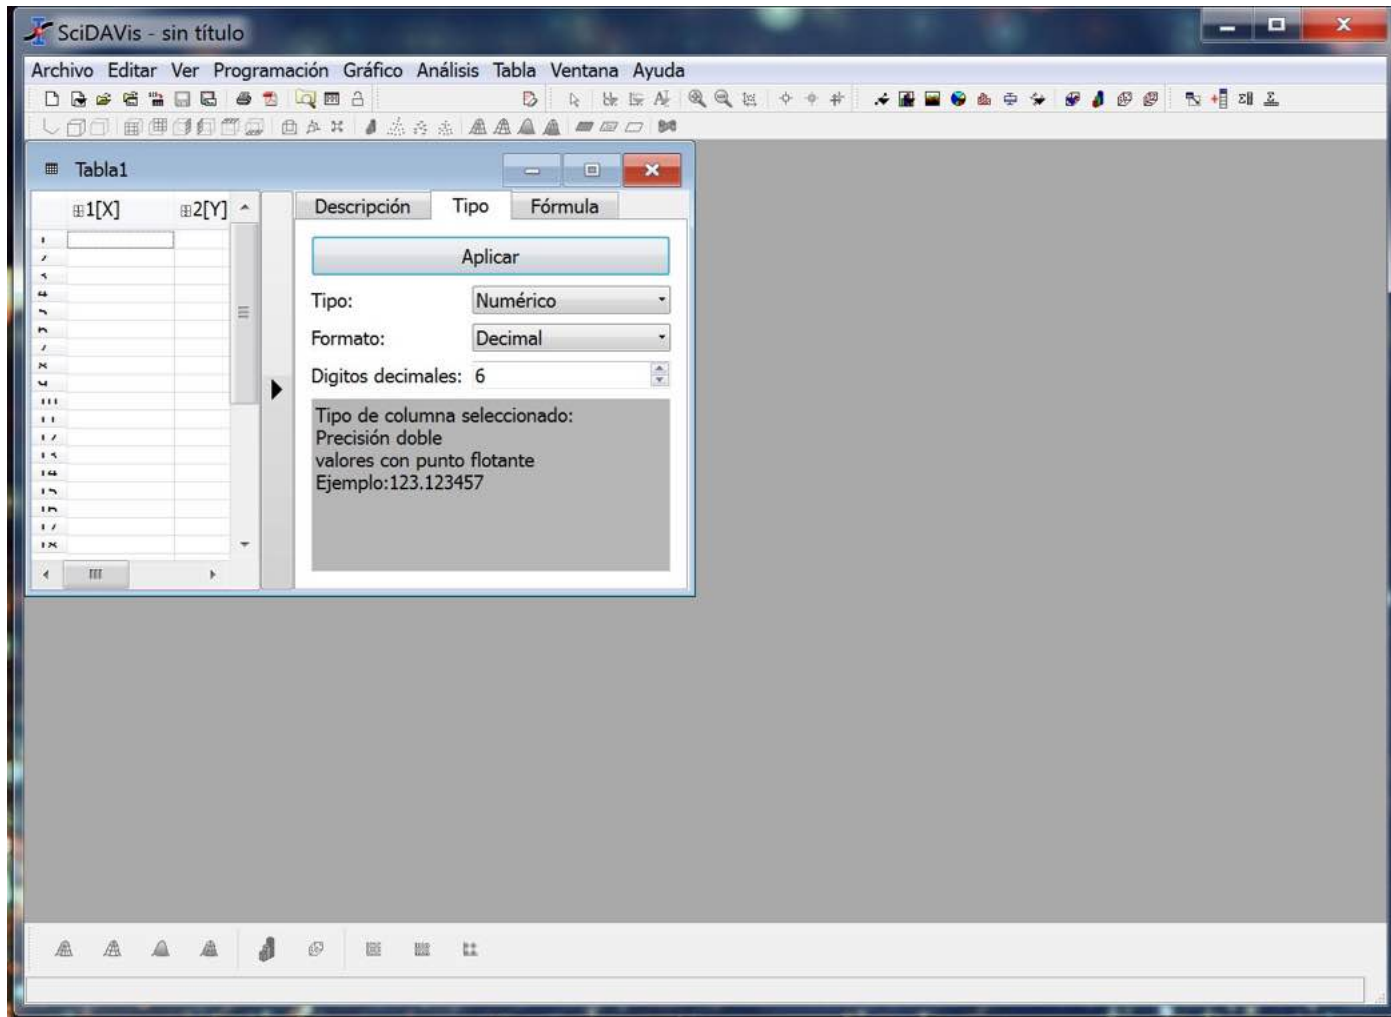 SciDAVis - sin título
Archivo Editar Ver Programación Gráfico Análisis Tabla Ventana Ayuda
Tabla1
1[X] 2[Y]
Descripción Tipo Fórmula
Aplicar
Tipo: Numérico
Formato: Decimal
Digitos decimales: 6
Tipo de columna seleccionado:
Precisión doble
valores con punto flotante
Ejemplo:123.123457